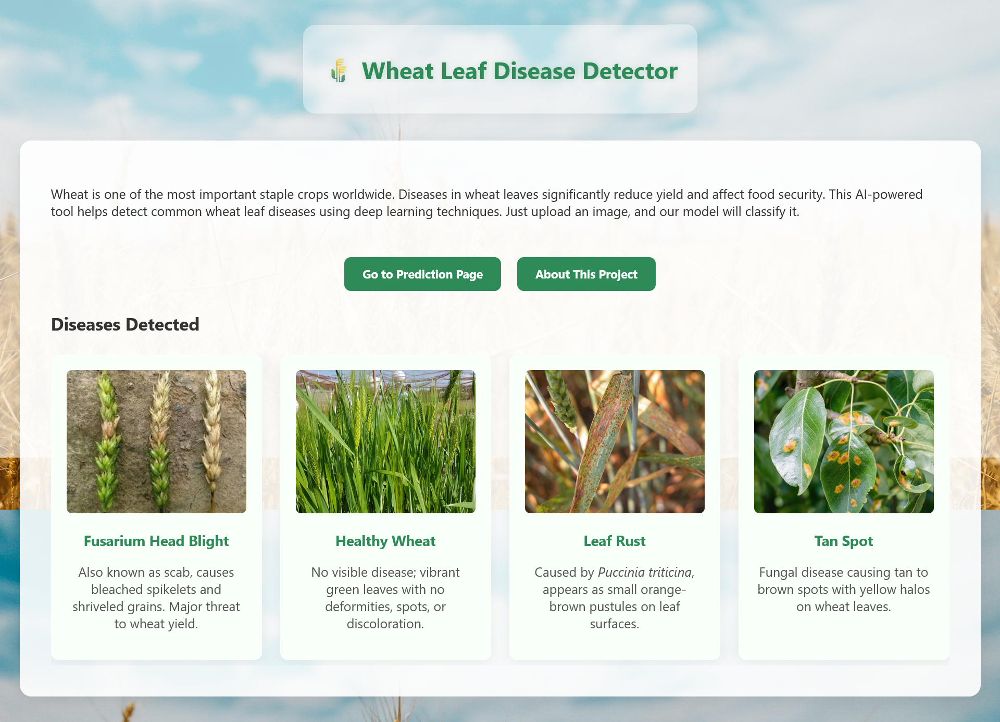 Wheat Leaf Disease Detector
Wheat is one of the most important staple crops worldwide. Diseases in wheat leaves significantly reduce yield and affect food security. This AI-powered
tool helps detect common wheat leaf diseases using deep learning techniques. Just upload an image, and our model will classify it.
Go to Prediction Page
About This Project
Diseases Detected
Fusarium Head Blight
Also known as scab, causes
bleached spikelets and
shriveled grains. Major threat
to wheat yield.
Healthy Wheat
No visible disease; vibrant
green leaves with no
deformities, spots, or
discoloration.
Leaf Rust
Caused by Puccinia triticina,
appears as small orange-
brown pustules on leaf
surfaces.
Tan Spot
Fungal disease causing tan to
brown spots with yellow halos
on wheat leaves.